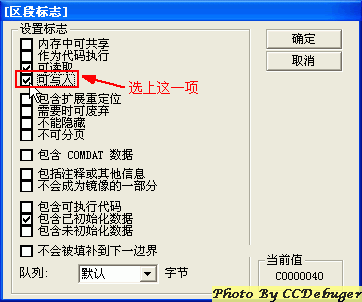 [区段标志]
设置标志
内存中可共享
作为代码执行
可读取
可写入
选上这一项
包含扩展重定位
需要时可废弃
不能隐藏
不可分页
包含 COMDAT 数据
包括注释或其他信息
不会成为镜像的一部分
包含可执行代码
包含已初始化数据
包含未初始化数据
不会被填补到下一边界
队列: 默认 字节
确定
取消
当前值
C0000040
Photo By CCDebuger